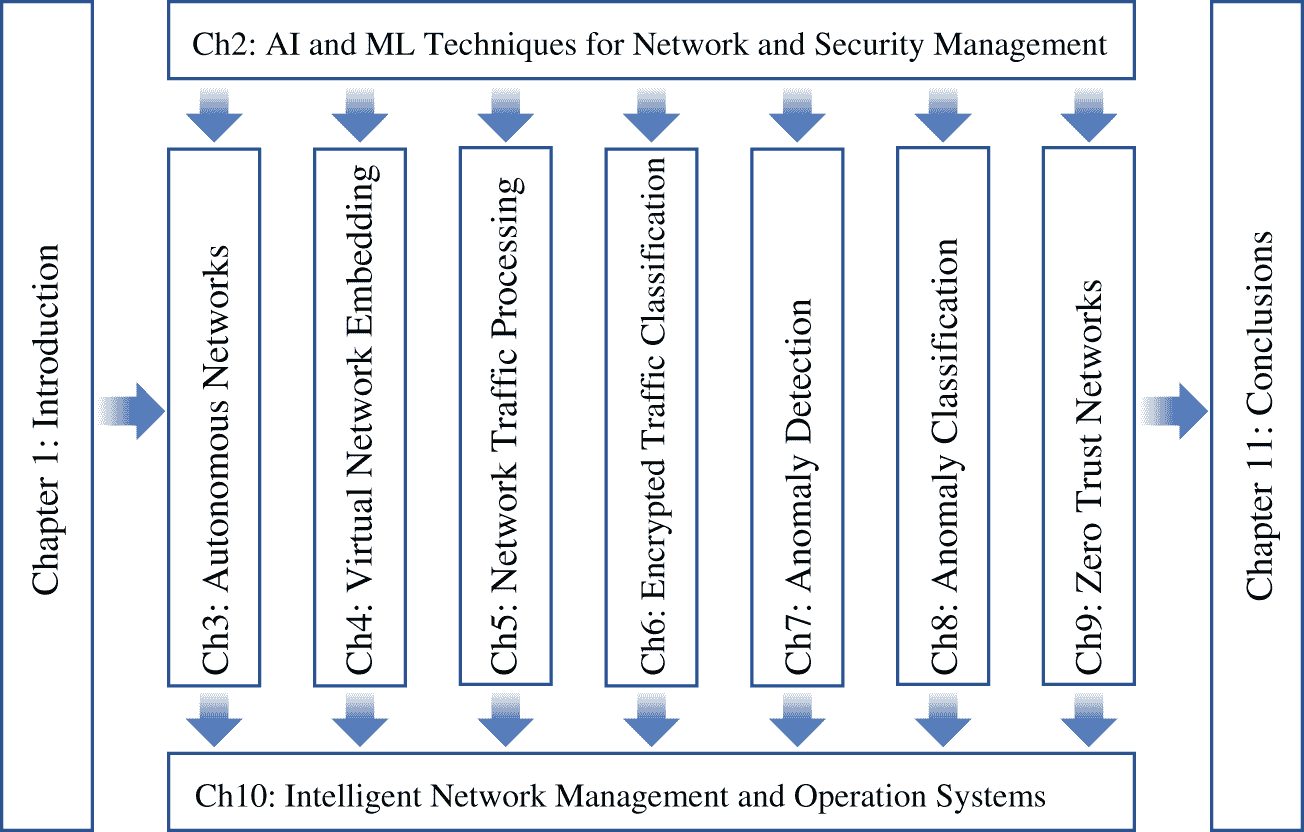 Chapter 1: Introduction
Ch2: AI and ML Techniques for Network and Security Management
Ch3: Autonomous Networks
Ch4: Virtual Network Embedding
Ch5: Network Traffic Processing
Ch6: Encrypted Traffic Classification
Ch7: Anomaly Detection
Ch8: Anomaly Classification
Ch9: Zero Trust Networks
Ch10: Intelligent Network Management and Operation Systems
Chapter 11: Conclusions